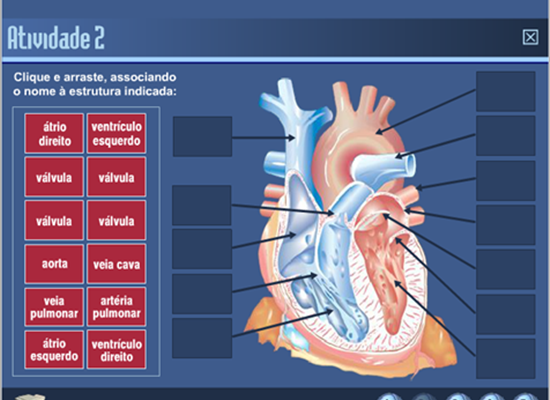 Atividade 2
Clique e arraste, associando
o nome à estrutura indicada:
átrio
direito
ventrículo
esquerdo
válvula
válvula
válvula
válvula
aorta
veia cava
veia
pulmonar
artéria
pulmonar
átrio
esquerdo
ventrículo
direito